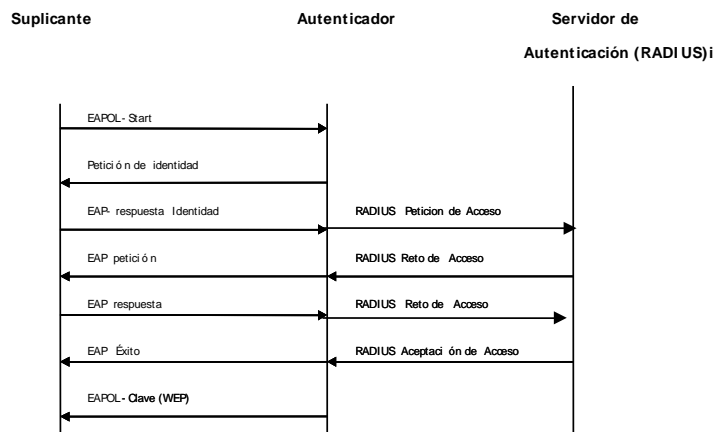 Suplicante Autenticador Servidor de
Autenticación (RADIUS)i
EAPOL- Start
Petición de identidad
EAP- respuesta Identidad RADIUS Peticion de Acceso
EAP petición RADIUS Reto de Acceso
EAP respuesta RADIUS Reto de Acceso
EAP Éxito RADIUS Aceptación de Acceso
EAPOL- Clave (WEP)